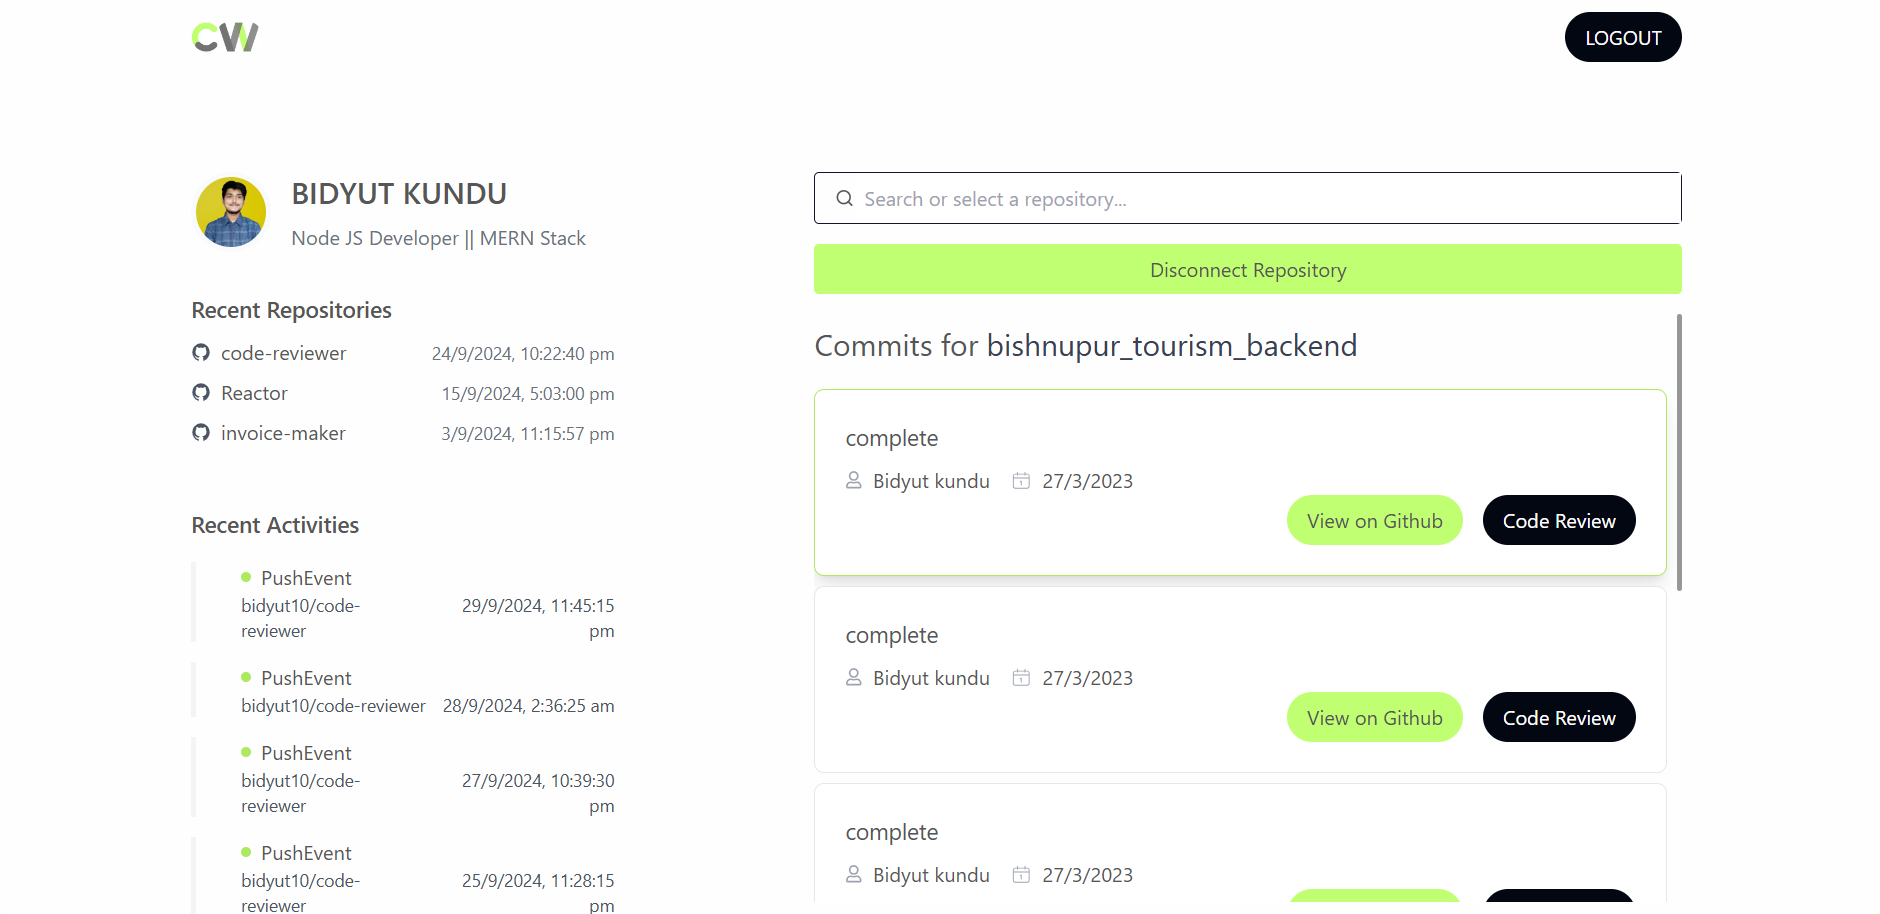 CW
LOGOUT
BIDYUT KUNDU
Node JS Developer || MERN Stack
Recent Repositories
code-reviewer 24/9/2024, 10:22:40 pm
Reactor 15/9/2024, 5:03:00 pm
invoice-maker 3/9/2024, 11:15:57 pm
Recent Activities
PushEvent
bidyut10/code- 29/9/2024, 11:45:15
reviewer pm
PushEvent
bidyut10/code-reviewer 28/9/2024, 2:36:25 am
PushEvent
bidyut10/code- 27/9/2024, 10:39:30
reviewer pm
PushEvent
bidyut10/code- 25/9/2024, 11:28:15
reviewer pm
Search or select a repository...
Disconnect Repository
Commits for bishnupur_tourism_backend
complete
Bidyut kundu 27/3/2023
View on Github Code Review
complete
Bidyut kundu 27/3/2023
View on Github Code Review
complete
Bidyut kundu 27/3/2023